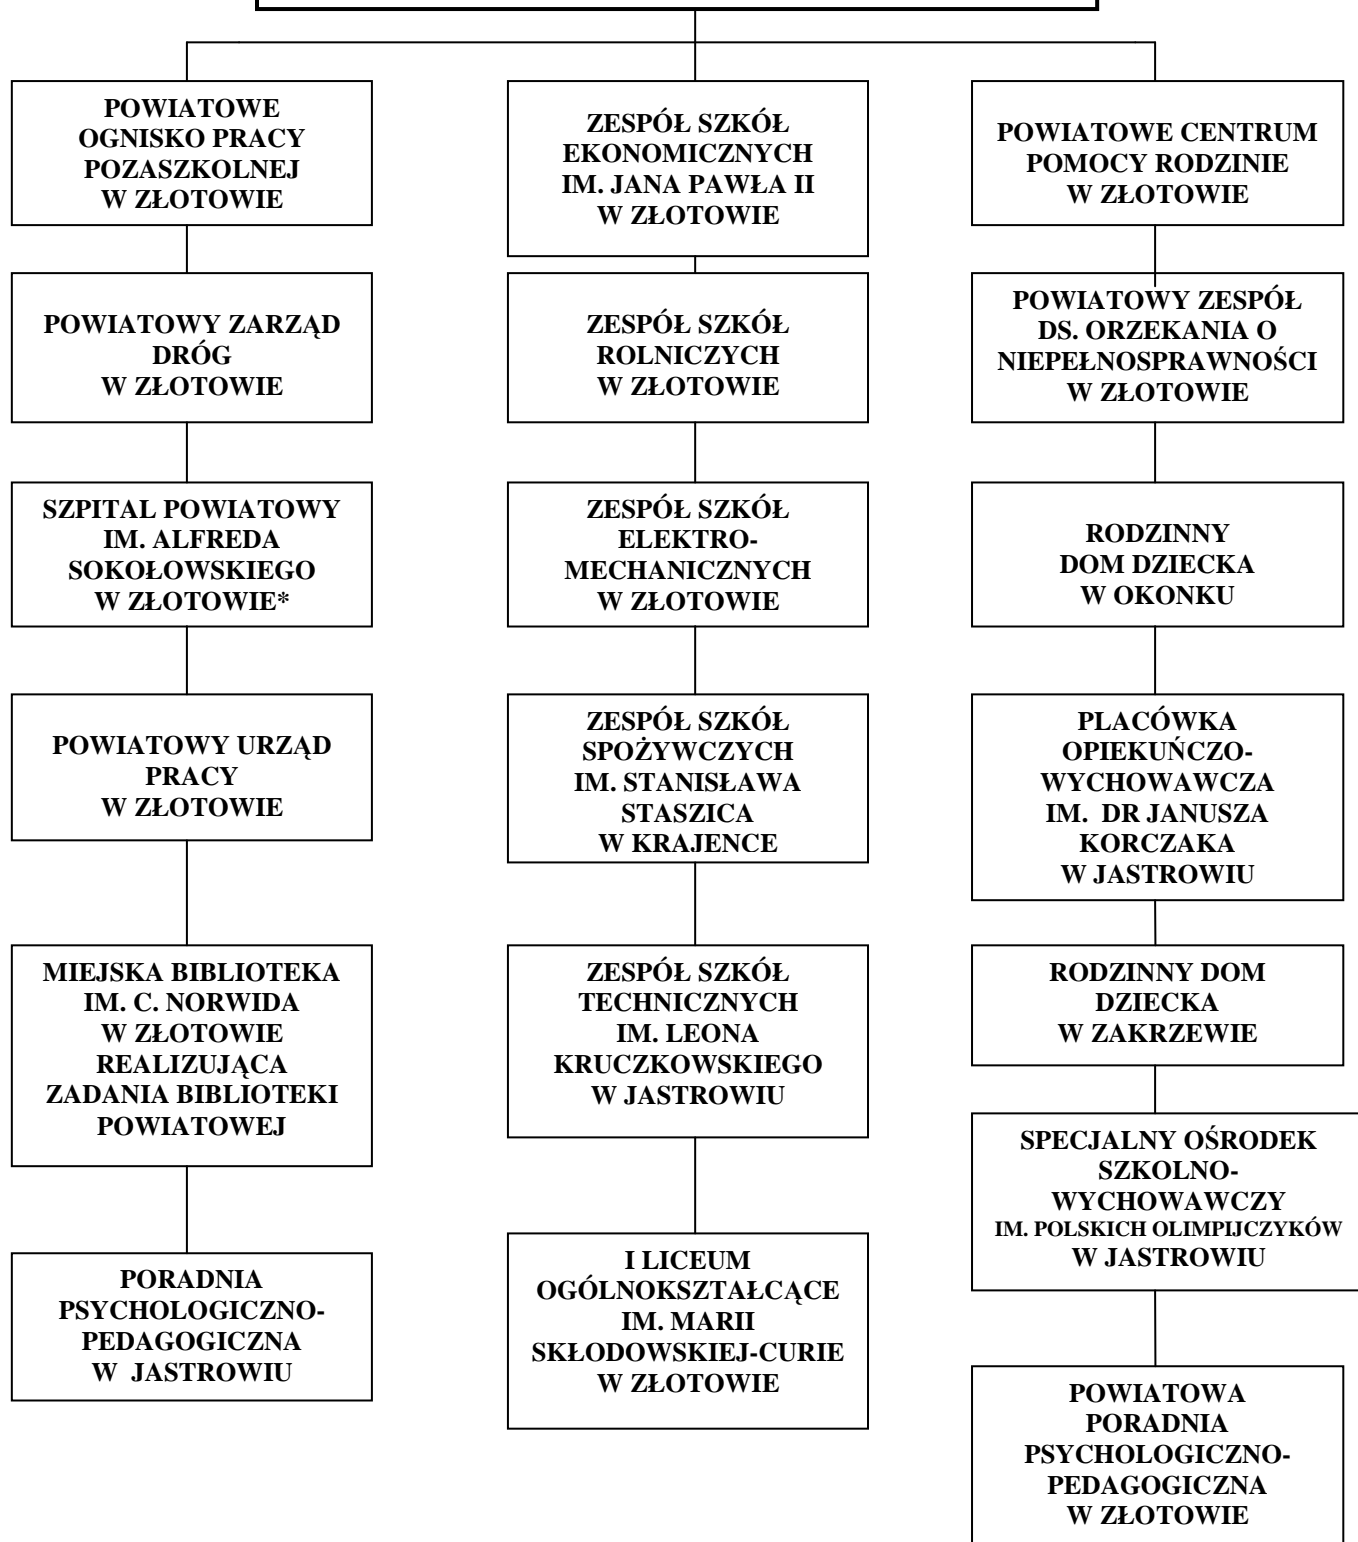 POWIATOWE
OGNISKO PRACY
POZASZKOLNEJ
W ZŁOTOWIE
POWIATOWY ZARZĄD
DRÓG
W ZŁOTOWIE
SZPITAL POWIATOWY
IM. ALFREDA
SOKOŁOWSKIEGO
W ZŁOTOWIE*
POWIATOWY URZĄD
PRACY
W ZŁOTOWIE
MIEJSKA BIBLIOTEKA
IM. C. NORWIDA
W ZŁOTOWIE
REALIZUJĄCA
ZADANIA BIBLIOTEKI
POWIATOWEJ
PORADNIA
PSYCHOLOGICZNO-
PEDAGOGICZNA
W JASTROWIU
ZESPÓŁ SZKÓŁ
EKONOMICZNYCH
IM. JANA PAWŁA II
W ZŁOTOWIE
ZESPÓŁ SZKÓŁ
ROLNICZYCH
W ZŁOTOWIE
ZESPÓŁ SZKÓŁ
ELEKTRO-
MECHANICZNYCH
W ZŁOTOWIE
ZESPÓŁ SZKÓŁ
SPOŻYWCZYCH
IM. STANISŁAWA
STASZICA
W KRAJENCE
ZESPÓŁ SZKÓŁ
TECHNICZNYCH
IM. LEONA
KRUCZKOWSKIEGO
W JASTROWIU
I LICEUM
OGÓLNOKSZTAŁCĄCE
IM. MARII
SKŁODOWSKIEJ-CURIE
W ZŁOTOWIE
POWIATOWE CENTRUM
POMOCY RODZINIE
W ZŁOTOWIE
POWIATOWY ZESPÓŁ
DS. ORZEKANIA O
NIEPEŁNOSPRAWNOŚCI
W ZŁOTOWIE
RODZINNY
DOM DZIECKA
W OKONKU
PLACÓWKA
OPIEKUŃCZO-
WYCHOWAWCZA
IM. DR JANUSZA
KORCZAKA
W JASTROWIU
RODZINNY DOM
DZIECKA
W ZAKRZEWIE
SPECJALNY OŚRODEK
SZKOLNO-
WYCHOWAWCZY
IM. POLSKICH OLIMPIJCZYKÓW
W JASTROWIU
POWIATOWA
PORADNIA
PSYCHOLOGICZNO-
PEDAGOGICZNA
W ZŁOTOWIE